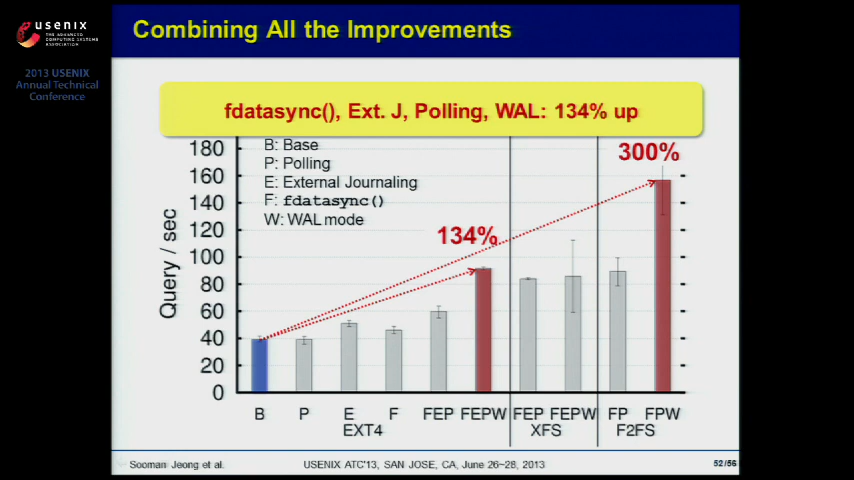 USENIX
THE ADVANCED
COMPUTING SYSTEMS
ASSOCIATION
2013 USENIX
Annual Technical
Conference
Combining All the Improvements
fdatasync(), Ext. J, Polling, WAL: 134% up
B: Base
P: Polling
E: External Journaling
F: fdatasync()
W: WAL mode
134%
300%
Query / sec
180
160
140
120
100
80
60
40
20
0
B P E F FEP FEPW FEP FEPW FP FPW
EXT4 XFS F2FS
Sooman Jeong et al. USENIX ATC'13, SAN JOSE, CA, June 26~28, 2013 52/56